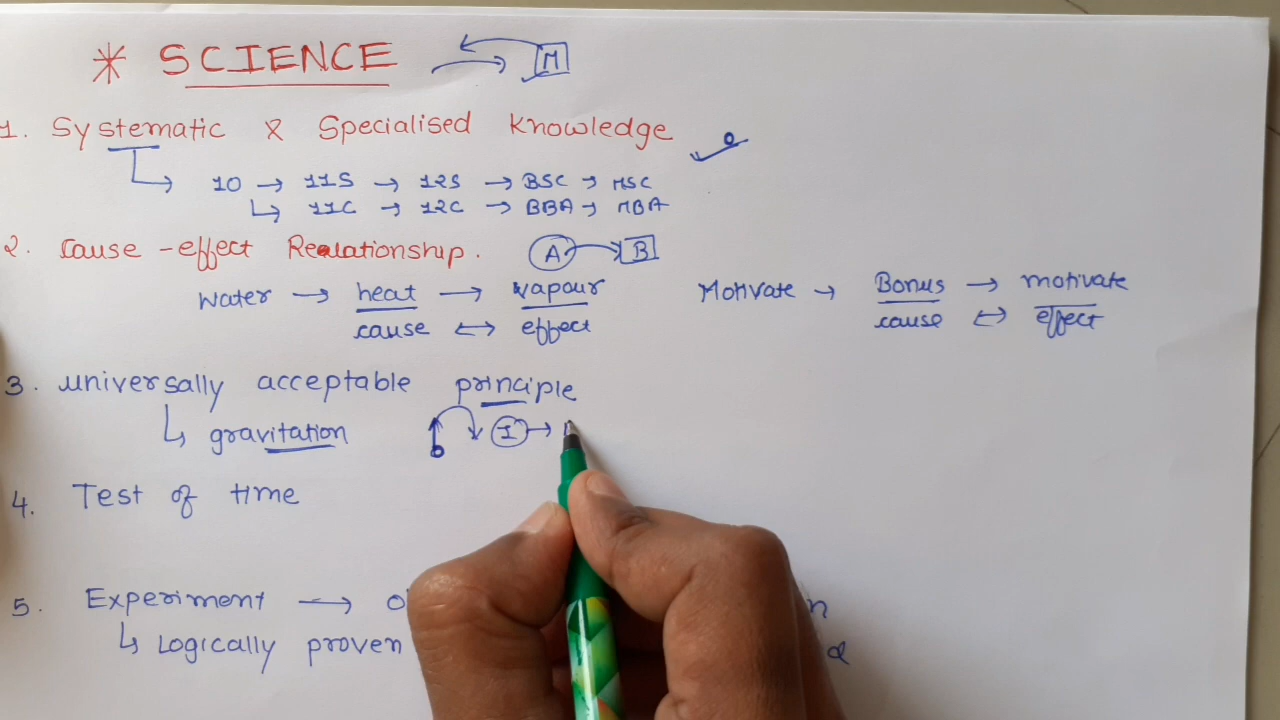 * SCIENCE M
1. Systematic & Specialised Knowledge
10 → 11S → 12S → BSC → MSC
↳ 11C → 12C → BBA → MBA
2. Cause-effect Relationship. A → B
Water → heat → vapour
cause ↔ effect
Motivate → Bonus → motivate
cause ↔ effect
3. universally acceptable principle
↳ gravitation I →
4. Test of time
5. Experiment →
↳ Logically proven